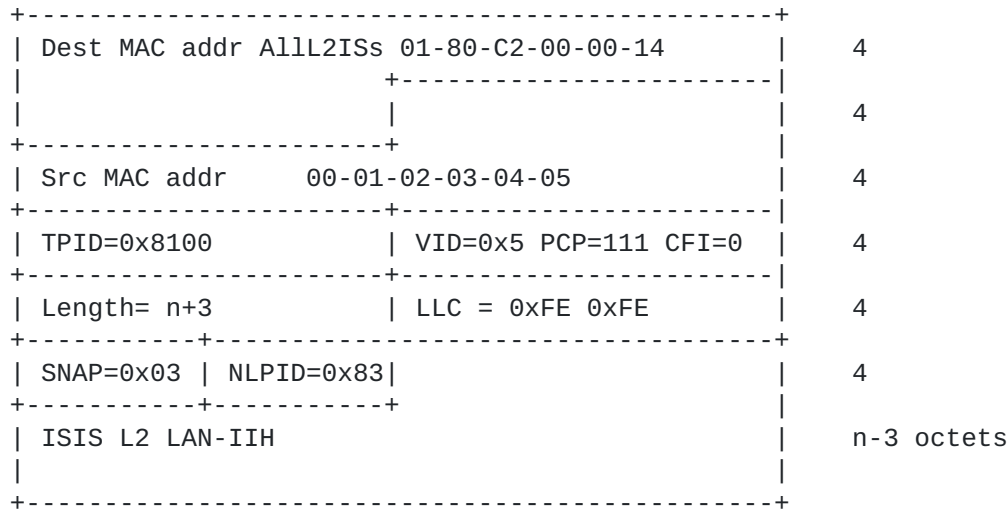 Dest MAC addr AllL2ISs 01-80-C2-00-00-14 4
4
Src MAC addr 00-01-02-03-04-05 4
TPID=0x8100 VID=0x5 PCP=111 CFI=0 4
Length= n+3 LLC = 0xFE 0xFE 4
SNAP=0x03 NLPID=0x83 4
ISIS L2 LAN-IIH n-3 octets